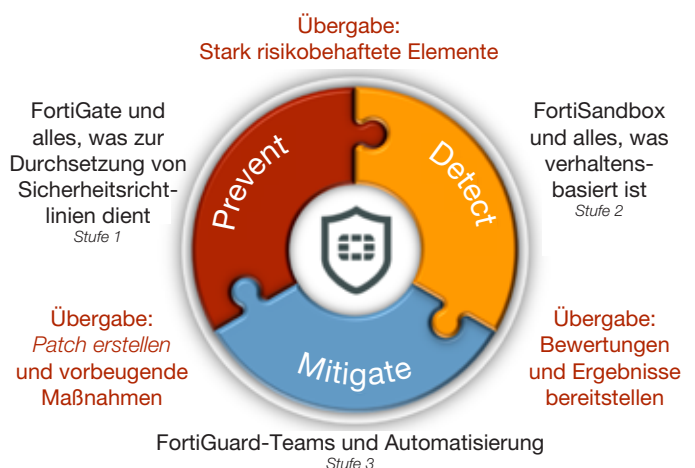 Übergabe:
Stark risikobehaftete Elemente
FortiGate und
alles, was zur
Durchsetzung von
Sicherheitsricht-
linien dient
Stufe 1
Prevent
Detect
FortiSandbox
und alles, was
verhaltens-
basiert ist
Stufe 2
Übergabe:
Patch erstellen
und vorbeugende
Maßnahmen
Mitigate
Übergabe:
Bewertungen
und Ergebnisse
bereitstellen
FortiGuard-Teams und Automatisierung
Stufe 3